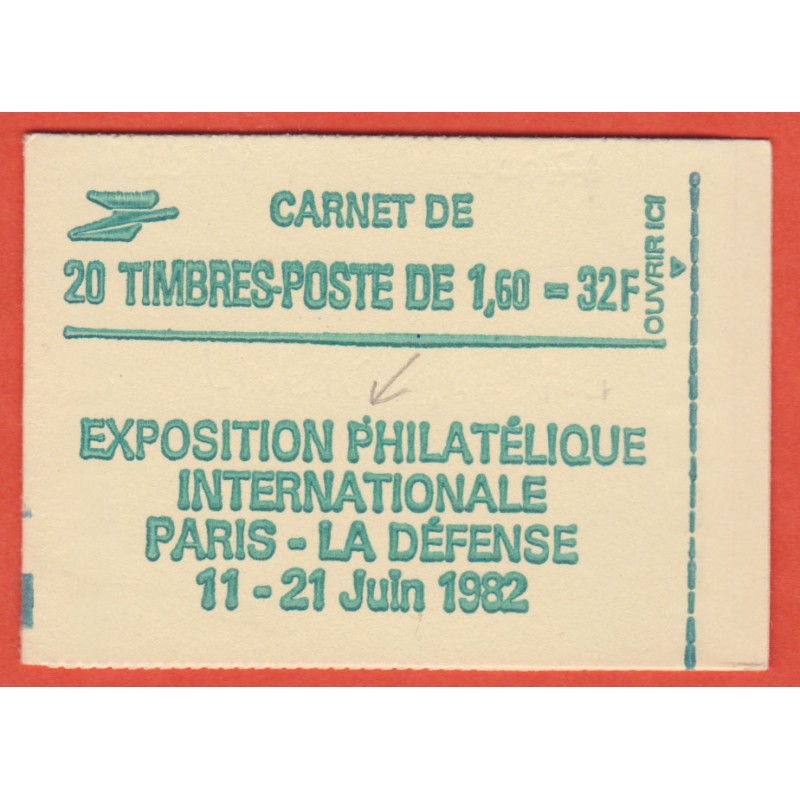 CARNET DE
20 TIMBRES-POSTE DE 1,60 = 32F
OUVRIR ICI
EXPOSITION PHILATÉLIQUE
INTERNATIONALE
PARIS - LA DÉFENSE
11 - 21 Juin 1982